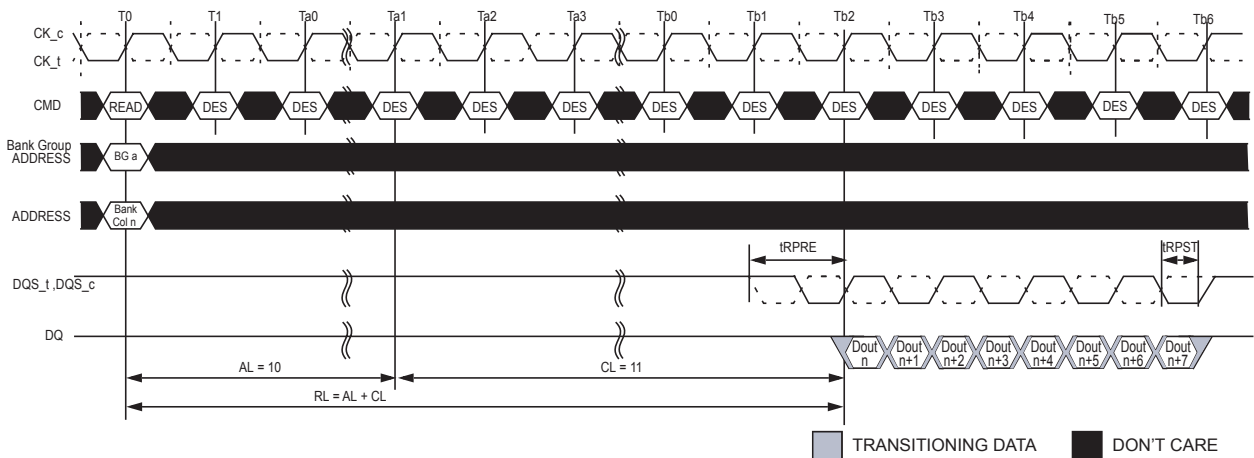 T0 T1 Ta0 Ta1 Ta2 Ta3 Tb0 Tb1 Tb2 Tb3 Tb4 Tb5 Tb6
CK_c
CK_t
CMD READ DES DES DES DES DES DES DES DES DES DES DES DES
Bank Group
ADDRESS BG a
ADDRESS Bank
Col n
tRPRE tRPST
DQS_t ,DQS_c
DQ Dout Dout Dout Dout Dout Dout Dout Dout
n n+1 n+2 n+3 n+4 n+5 n+6 n+7
AL = 10 CL = 11
RL = AL + CL
TRANSITIONING DATA DON'T CARE